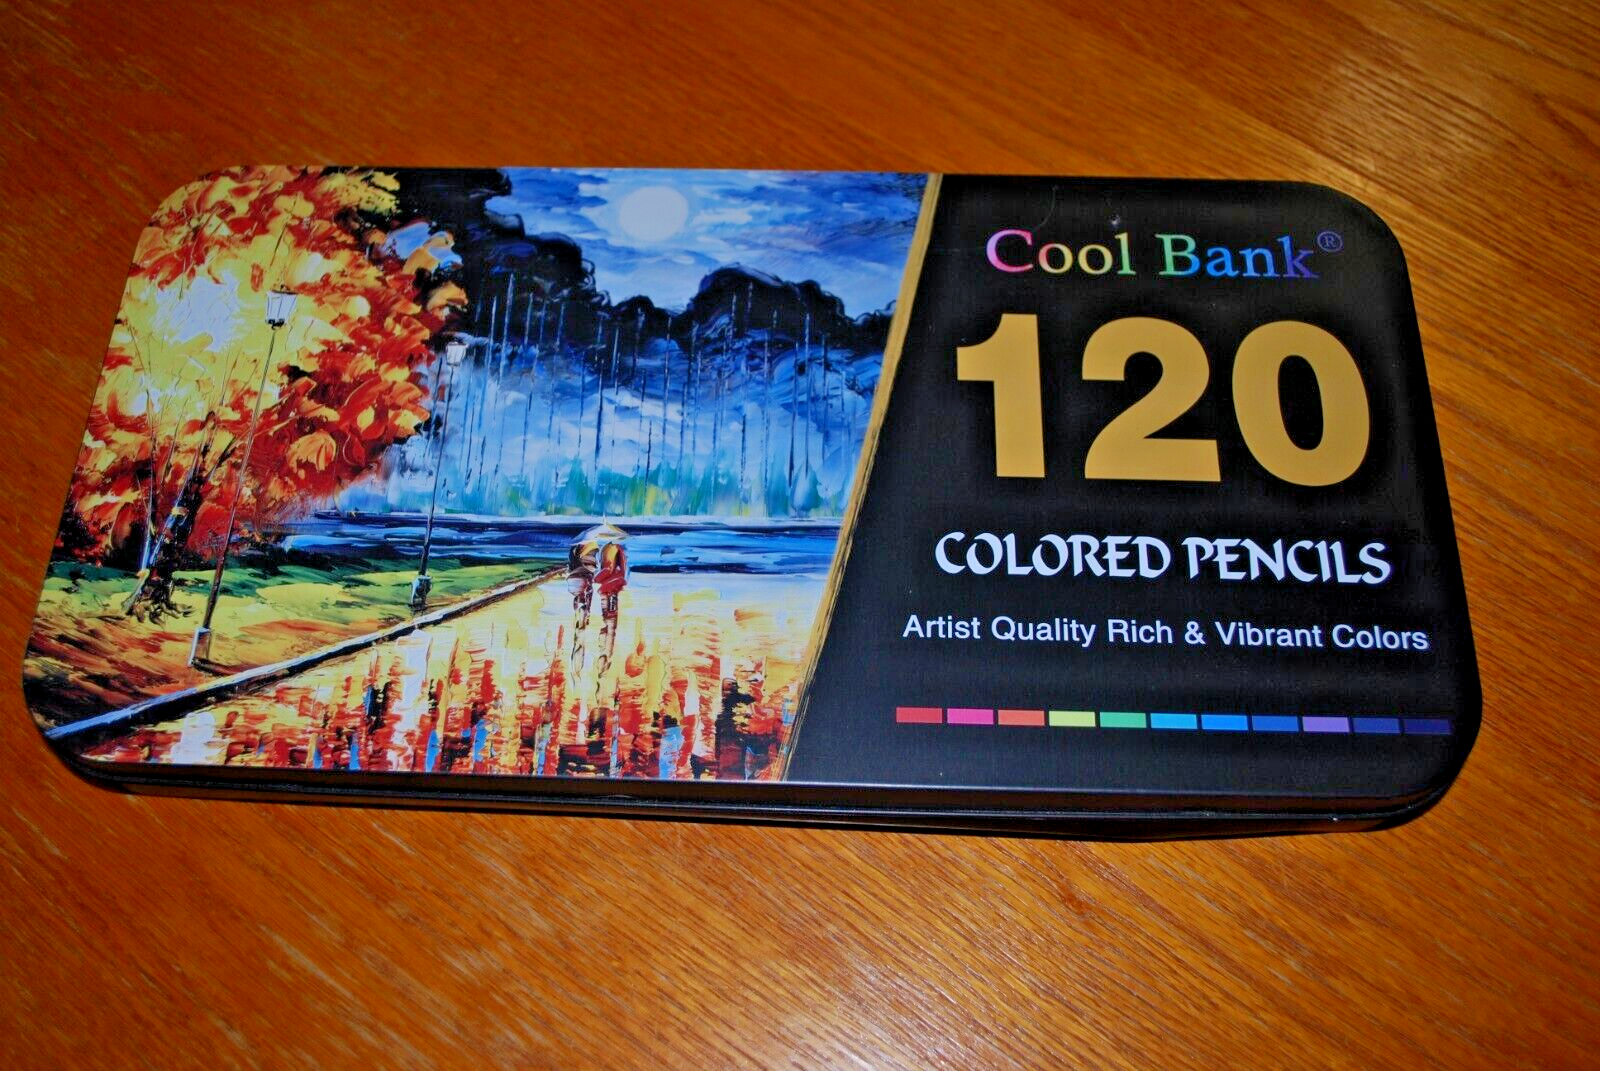 Cool Bank®
120
COLORED PENCILS
Artist Quality Rich & Vibrant Colors